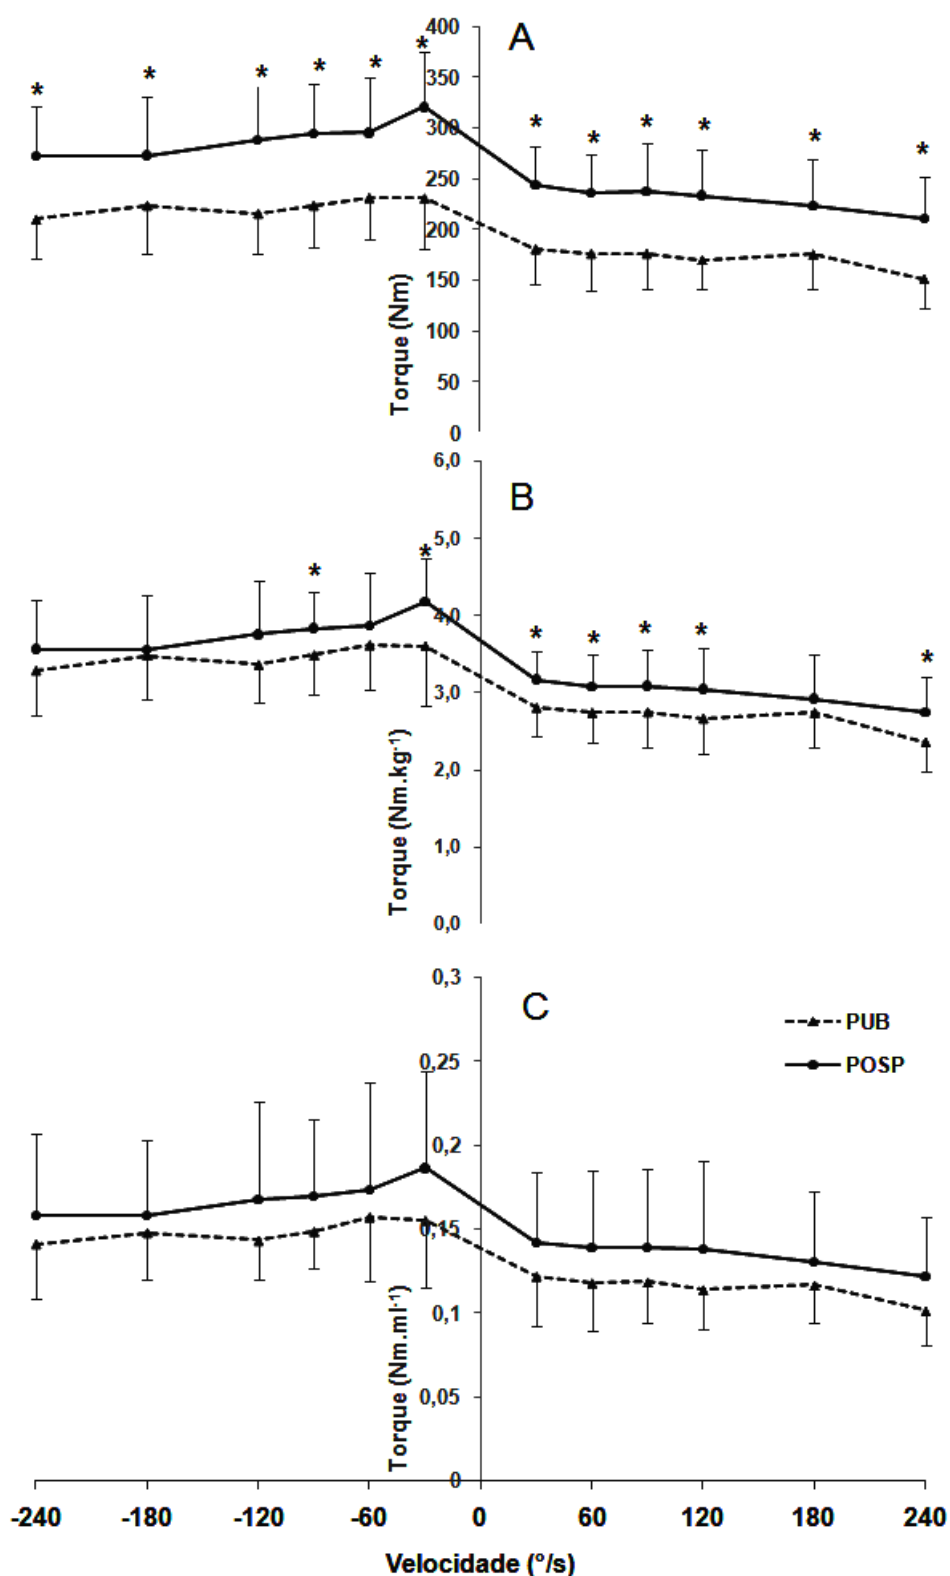 A
400
350
300
250
200
150
100
50
0
Torque (Nm)
* * * * * * * * * * * *
B
6,0
5,0
4,0
3,0
2,0
1,0
0,0
Torque (Nm.kg⁻¹)
* * * * * * *
C
0,3
0,25
0,2
0,15
0,1
0,05
0
Torque (Nm.ml⁻¹)
PUB
POSP
-240 -180 -120 -60 0 60 120 180 240
Velocidade (°/s)